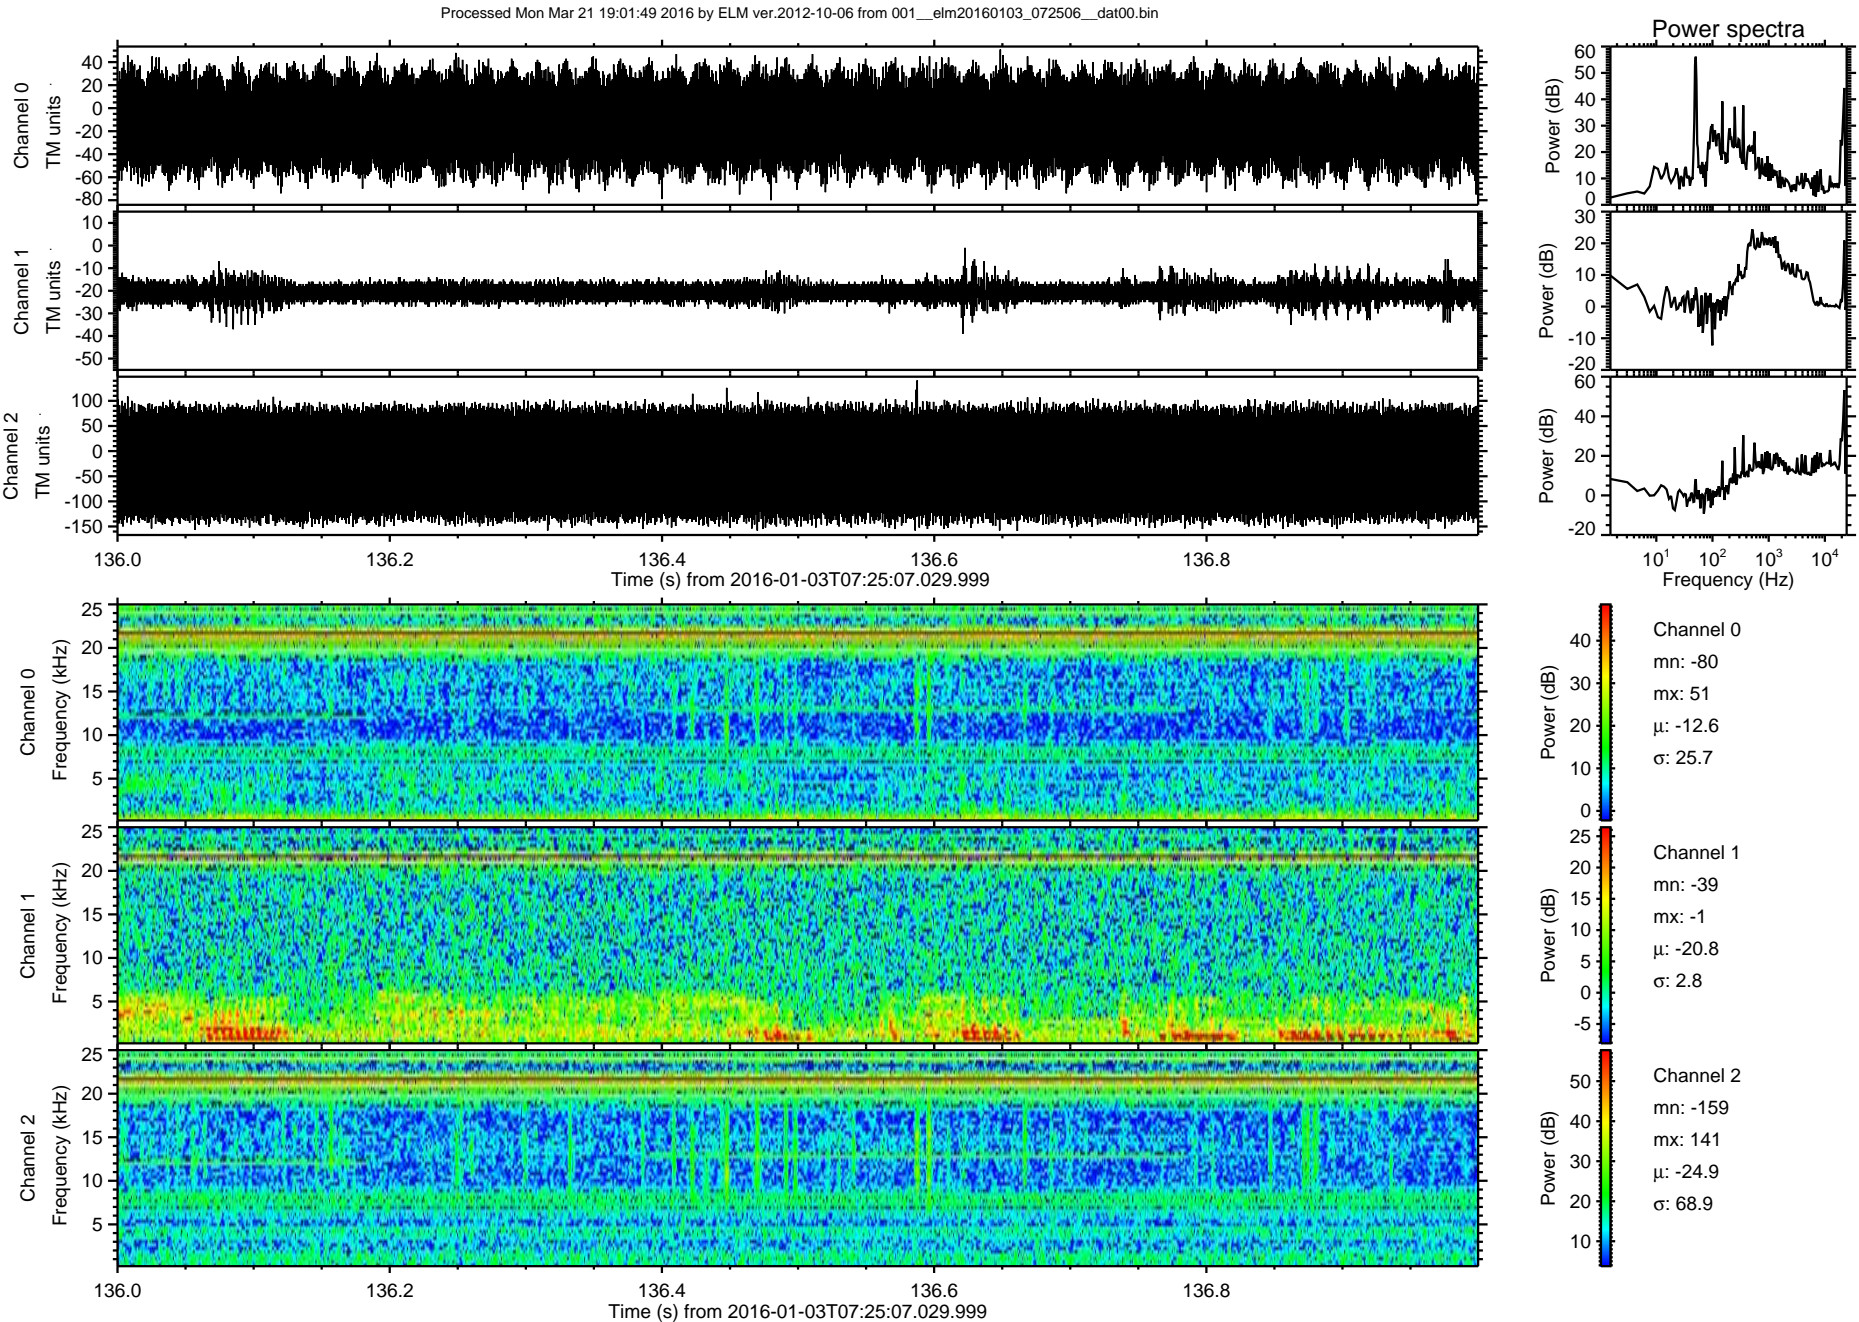 Processed Mon Mar 21 19:01:49 2016 by ELM ver.2012-10-06 from 001__elm20160103_072506__dat00.bin
Power spectra
Channel 0
TM units
40
20
0
-20
-40
-60
-80
Power (dB)
60
50
40
30
20
10
0
Channel 1
TM units
10
0
-10
-20
-30
-40
-50
Power (dB)
30
20
10
0
-10
-20
Channel 2
TM units
100
50
0
-50
-100
-150
Power (dB)
60
40
20
0
-20
136.0 136.2 136.4 136.6 136.8
Time (s) from 2016-01-03T07:25:07.029.999
10¹ 10² 10³ 10⁴
Frequency (Hz)
Channel 0
Frequency (kHz)
25
20
15
10
5
Power (dB)
40
30
20
10
0
Channel 0
mn: -80
mx: 51
μ: -12.6
σ: 25.7
Channel 1
Frequency (kHz)
25
20
15
10
5
Power (dB)
25
20
15
10
5
0
-5
Channel 1
mn: -39
mx: -1
μ: -20.8
σ: 2.8
Channel 2
Frequency (kHz)
25
20
15
10
5
Power (dB)
50
40
30
20
10
Channel 2
mn: -159
mx: 141
μ: -24.9
σ: 68.9
136.0 136.2 136.4 136.6 136.8
Time (s) from 2016-01-03T07:25:07.029.999